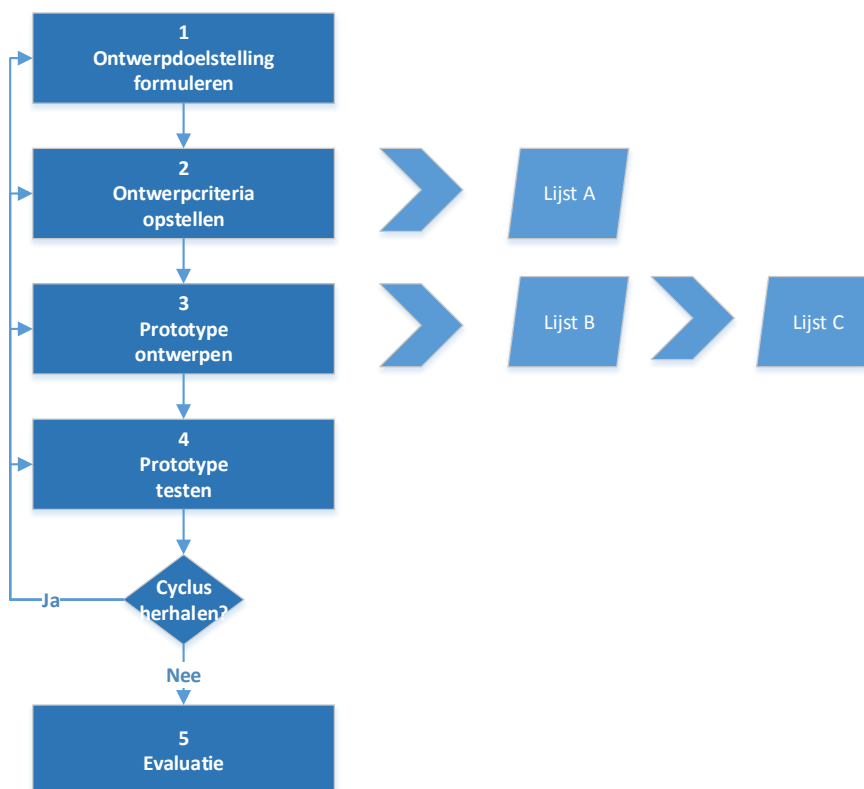 1
Ontwerpdoelstelling
formuleren
2
Ontwerpcriteria
opstellen
Lijst A
3
Prototype
ontwerpen
Lijst B
Lijst C
4
Prototype
testen
Cyclus
herhalen?
Ja
Nee
5
Evaluatie